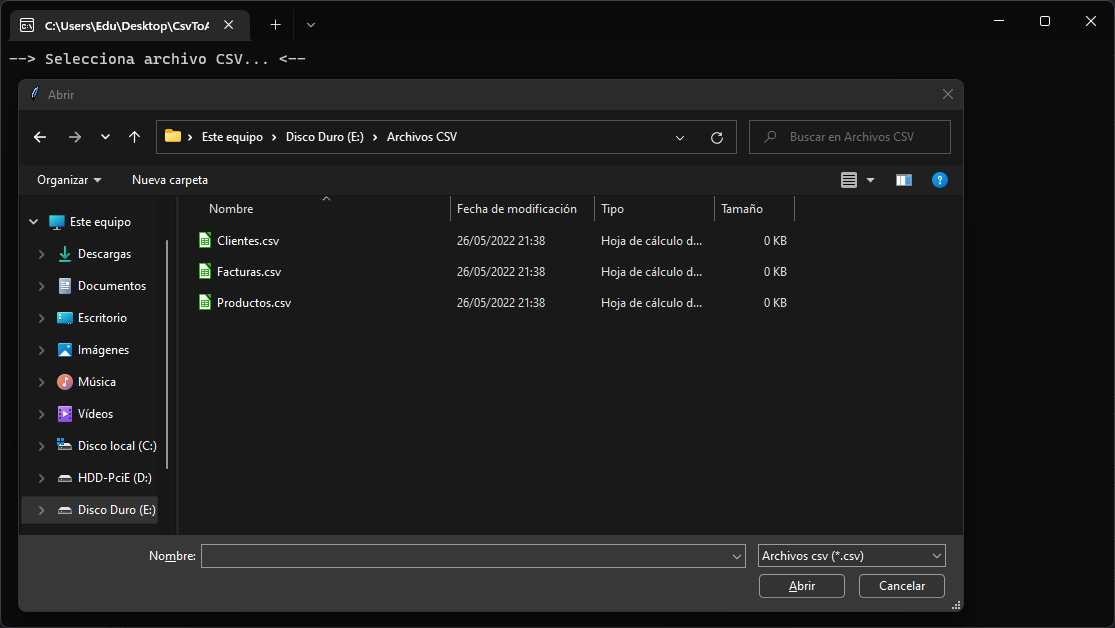 C:\Users\Edu\Desktop\CsvToA
--> Selecciona archivo CSV... <--
Abrir
Este equipo > Disco Duro (E:) > Archivos CSV
Buscar en Archivos CSV
Organizar
Nueva carpeta
Nombre Fecha de modificación Tipo Tamaño
Clientes.csv 26/05/2022 21:38 Hoja de cálculo d... 0 KB
Facturas.csv 26/05/2022 21:38 Hoja de cálculo d... 0 KB
Productos.csv 26/05/2022 21:38 Hoja de cálculo d... 0 KB
Este equipo
Descargas
Documentos
Escritorio
Imágenes
Música
Vídeos
Disco local (C:)
HDD-PciE (D:)
Disco Duro (E:)
Nombre:
Archivos csv (*.csv)
Abrir
Cancelar